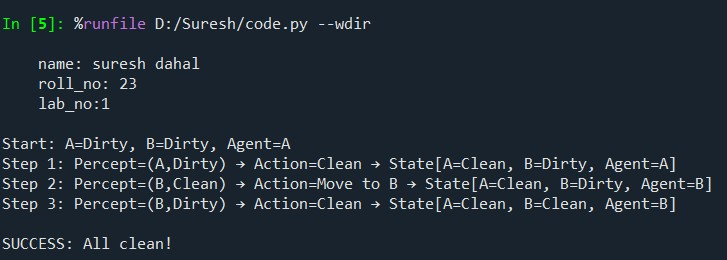 In [5]: %runfile D:/Suresh/code.py --wdir
name: suresh dahal
roll_no: 23
lab_no:1
Start: A=Dirty, B=Dirty, Agent=A
Step 1: Percept=(A,Dirty) → Action=Clean → State[A=Clean, B=Dirty, Agent=A]
Step 2: Percept=(B,Clean) → Action=Move to B → State[A=Clean, B=Dirty, Agent=B]
Step 3: Percept=(B,Dirty) → Action=Clean → State[A=Clean, B=Clean, Agent=B]
SUCCESS: All clean!